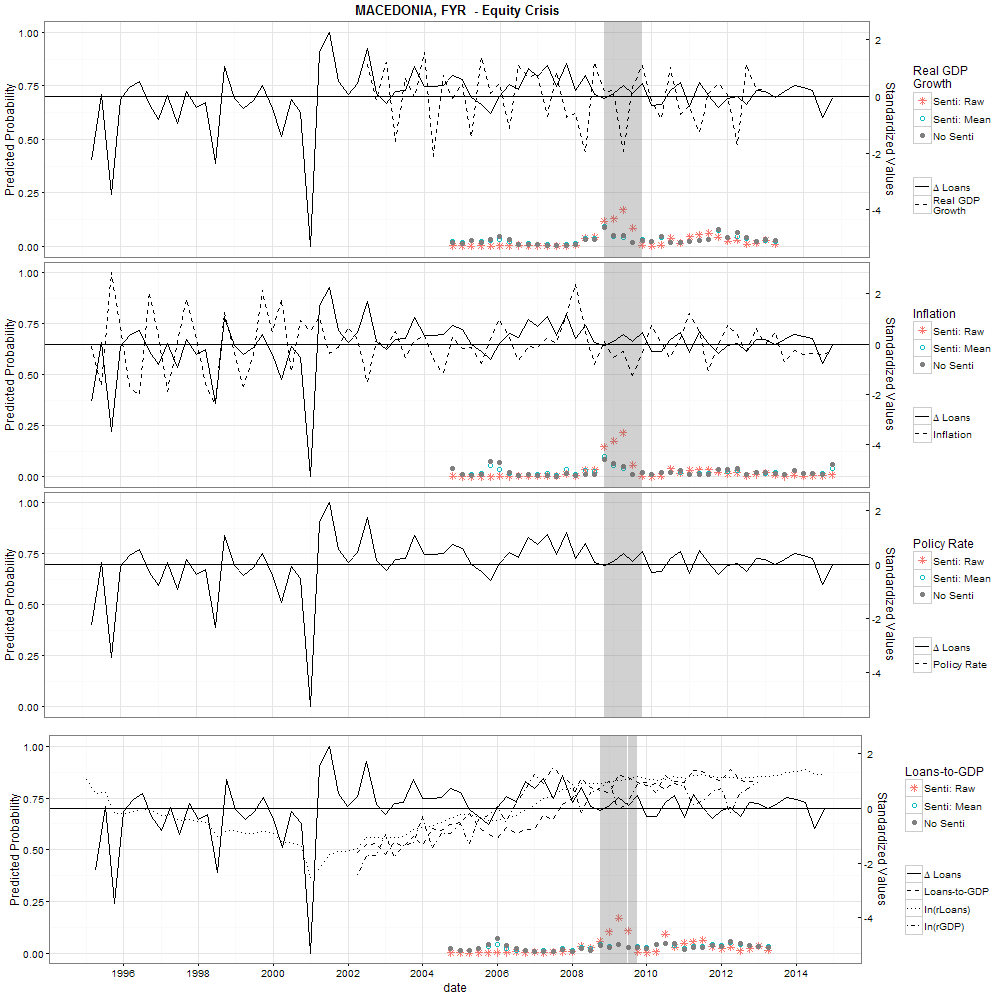 MACEDONIA, FYR - Equity Crisis
Predicted Probability
1.00
0.75
0.50
0.25
0.00
2
0
-2
-4
Standardized Values
Real GDP
Growth
Senti: Raw
Senti: Mean
No Senti
Δ Loans
Real GDP
Growth
Predicted Probability
1.00
0.75
0.50
0.25
0.00
2
0
-2
-4
Standardized Values
Inflation
Senti: Raw
Senti: Mean
No Senti
Δ Loans
Inflation
Predicted Probability
1.00
0.75
0.50
0.25
0.00
2
0
-2
-4
Standardized Values
Policy Rate
Senti: Raw
Senti: Mean
No Senti
Δ Loans
Policy Rate
Predicted Probability
1.00
0.75
0.50
0.25
0.00
2
0
-2
-4
Standardized Values
Loans-to-GDP
Senti: Raw
Senti: Mean
No Senti
Δ Loans
Loans-to-GDP
ln(rLoans)
ln(rGDP)
1996 1998 2000 2002 2004 2006 2008 2010 2012 2014
date